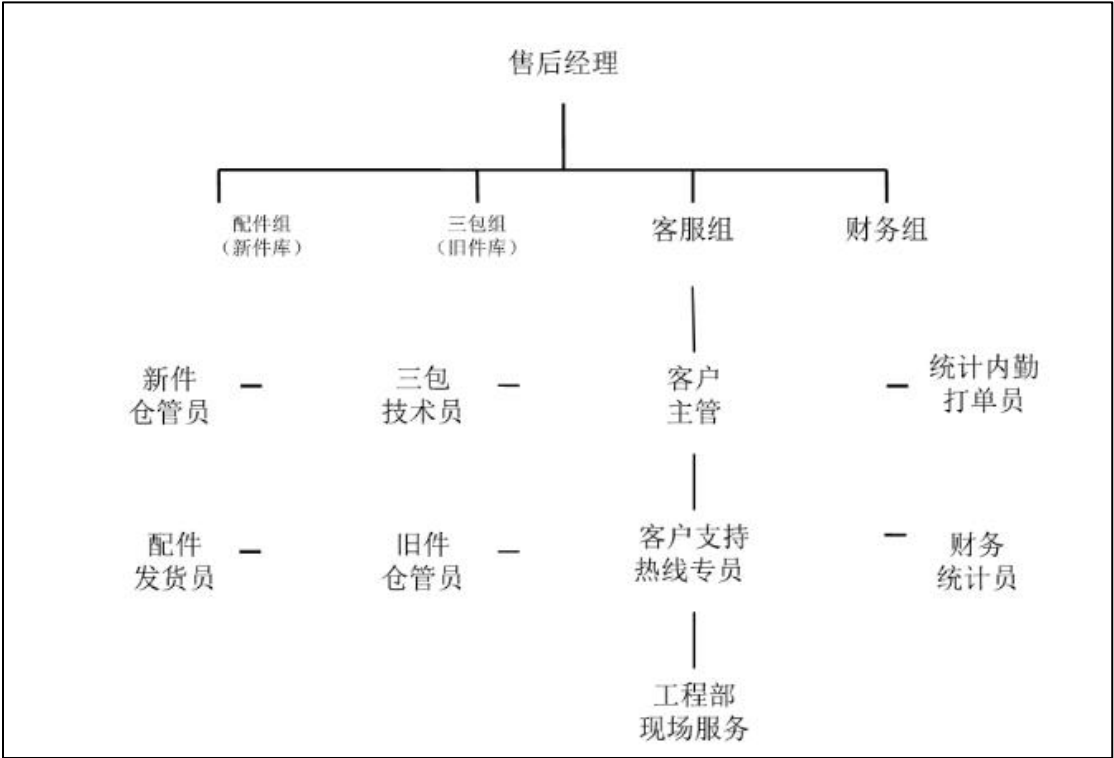 售后经理
配件组
（新件库）
三包组
（旧件库）
客服组
财务组
新件
仓管员
三包
技术员
客户
主管
统计内勤
打单员
配件
发货员
旧件
仓管员
客户支持
热线专员
财务
统计员
工程部
现场服务